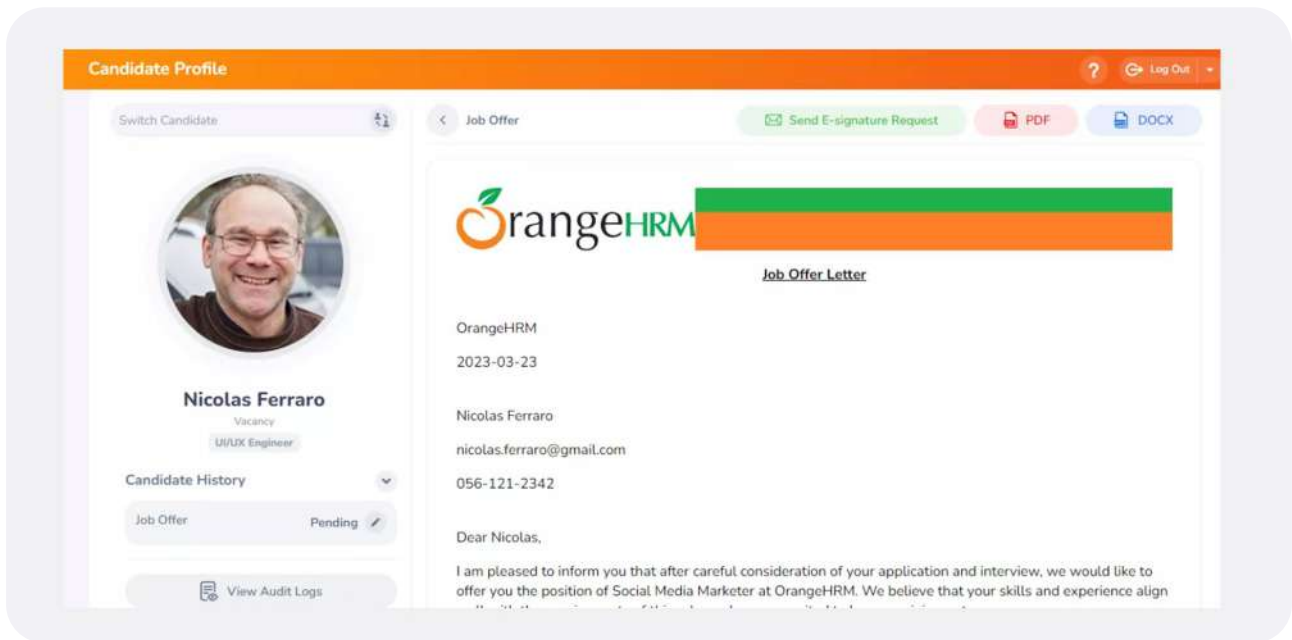 Candidate Profile
? Log Out
Switch Candidate
Job Offer
Send E-signature Request
PDF
DOCX
OrangeHRM
Job Offer Letter
Nicolas Ferraro
Vacancy
UI/UX Engineer
Candidate History
Job Offer Pending
View Audit Logs
OrangeHRM
2023-03-23
Nicolas Ferraro
nicolas.ferraro@gmail.com
056-121-2342
Dear Nicolas,
I am pleased to inform you that after careful consideration of your application and interview, we would like to
offer you the position of Social Media Marketer at OrangeHRM. We believe that your skills and experience align